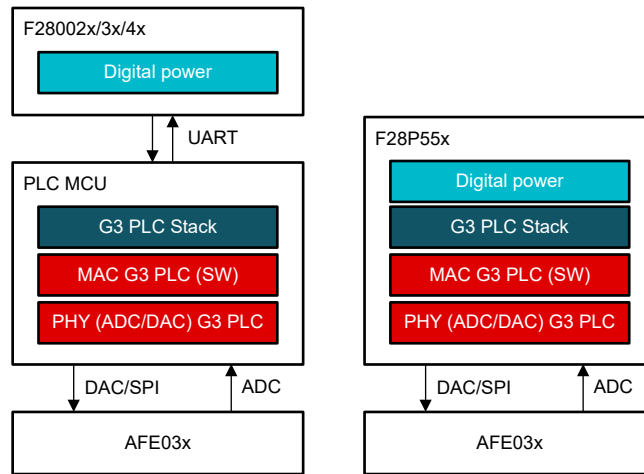 F28002x/3x/4x
Digital power
UART
PLC MCU
G3 PLC Stack
MAC G3 PLC (SW)
PHY (ADC/DAC) G3 PLC
DAC/SPI
ADC
AFE03x
F28P55x
Digital power
G3 PLC Stack
MAC G3 PLC (SW)
PHY (ADC/DAC) G3 PLC
DAC/SPI
ADC
AFE03x